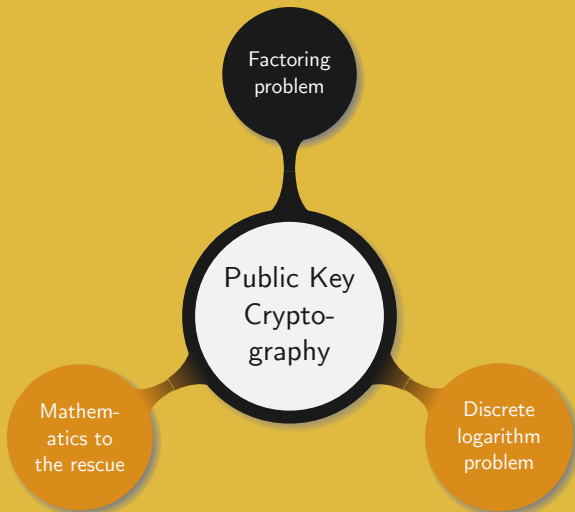 Factoring
problem
Public Key
Crypto-
graphy
Mathem-
atics to
the rescue
Discrete
logarithm
problem